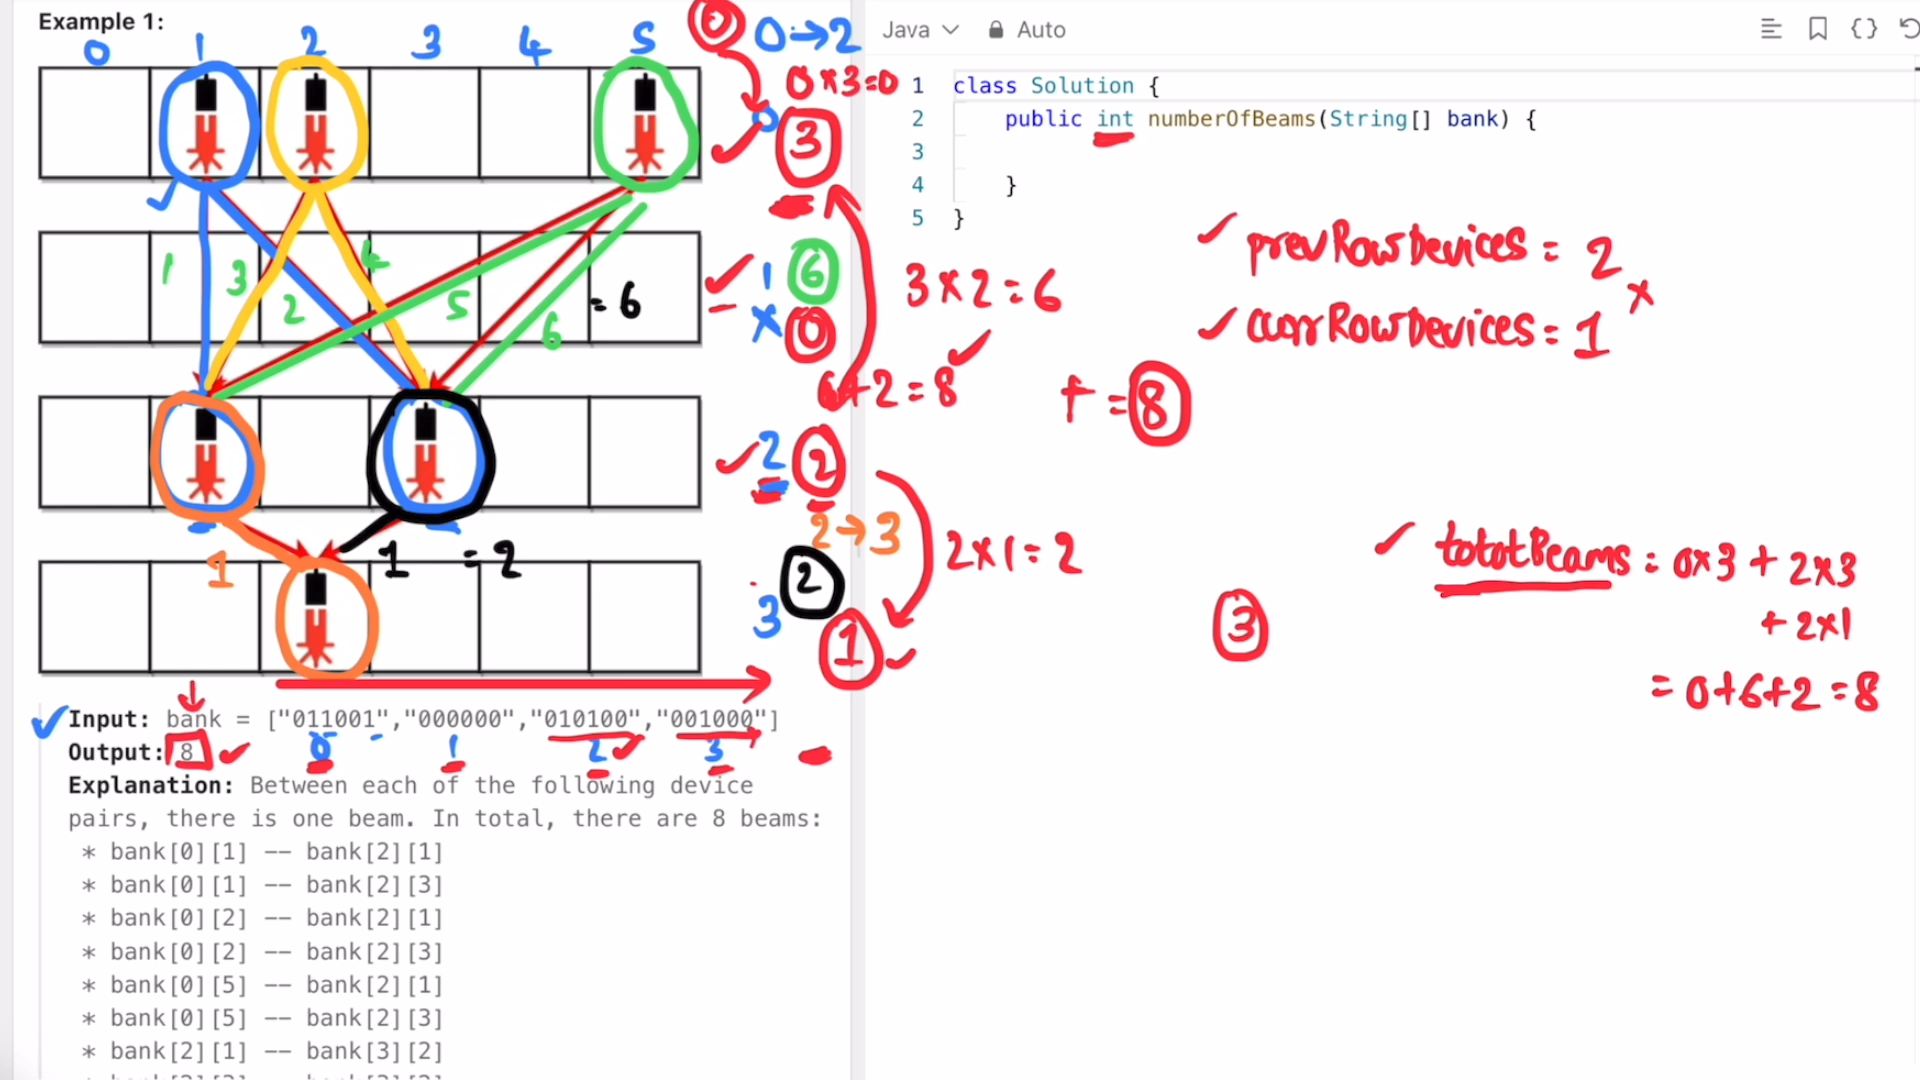 Example 1:
0 1 2 3 4 5
0 0→2
0×3=0
0 3
1 3 2 4 5 6 = 6
1 6
× 0
3×2=6
6+2=8
2 2
2→3
1 1 = 2
2
3
1
2×1=2
Input: bank = ["011001","000000","010100","001000"]
Output: 8
0 1 2 3
Explanation: Between each of the following device
pairs, there is one beam. In total, there are 8 beams:
* bank[0][1] -- bank[2][1]
* bank[0][1] -- bank[2][3]
* bank[0][2] -- bank[2][1]
* bank[0][2] -- bank[2][3]
* bank[0][5] -- bank[2][1]
* bank[0][5] -- bank[2][3]
* bank[2][1] -- bank[3][2]
Java Auto
1 class Solution {
2 public int numberOfBeams(String[] bank) {
3
4 }
5 }
prevRowDevices = 2
×
currRowDevices = 1
+ = 8
3
totalBeams = 0×3 + 2×3
+ 2×1
= 0+6+2=8